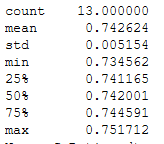 count 13.000000
mean 0.742624
std 0.005154
min 0.734562
25% 0.741165
50% 0.742001
75% 0.744591
max 0.751712